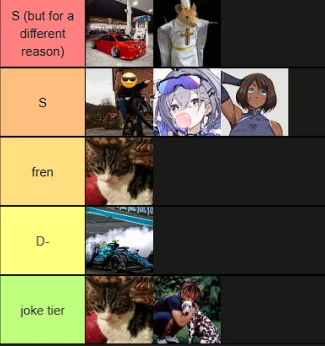 S (but for a
different
reason)
S
fren
D-
joke tier